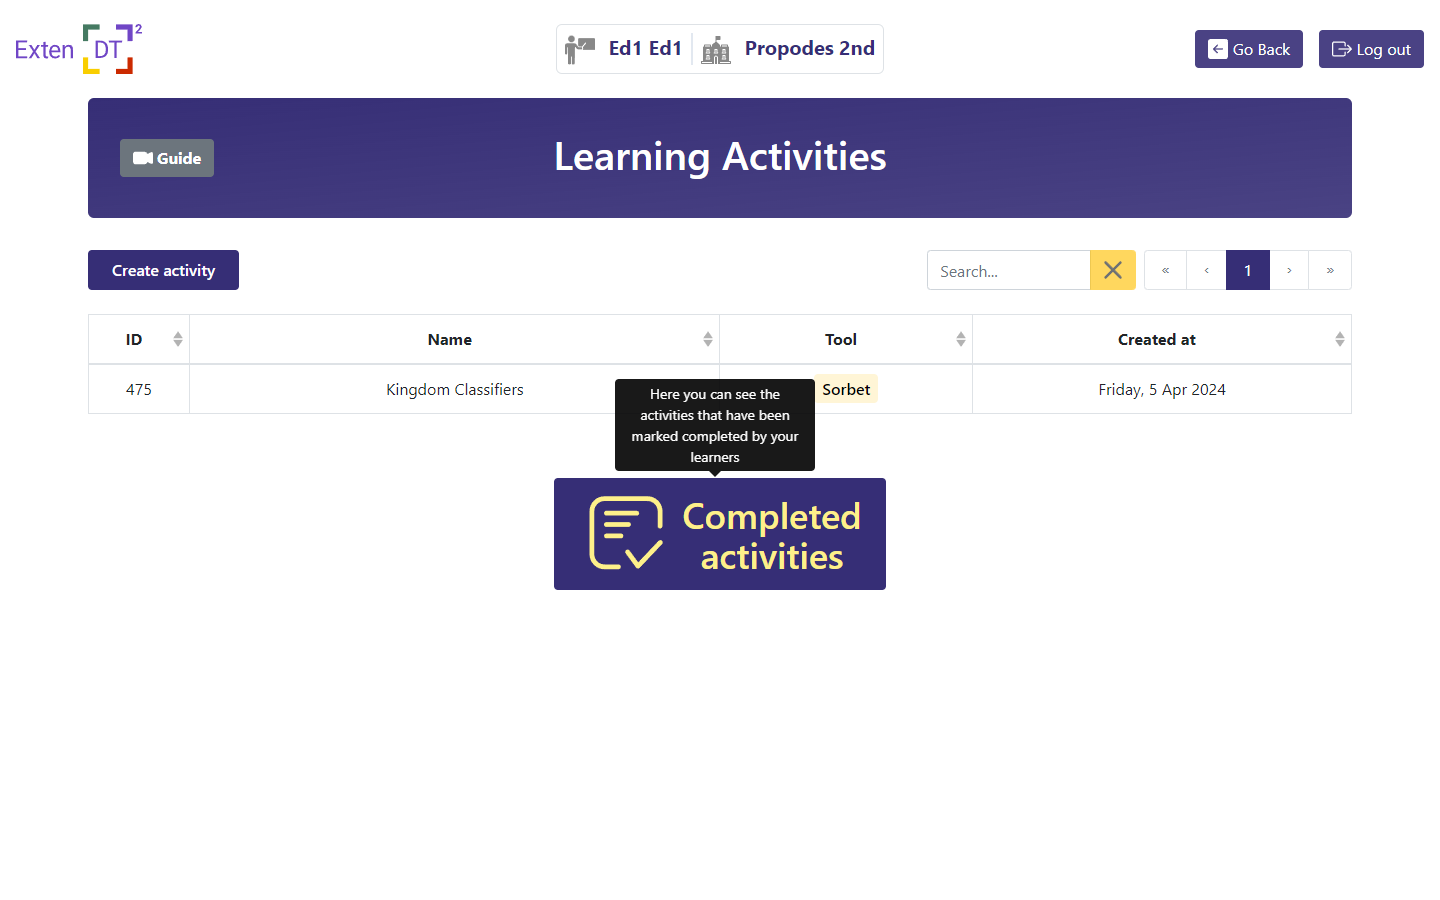 Exten DT 2
Ed1 Ed1 Propodes 2nd
Go Back Log out
Guide
Learning Activities
Create activity
Search... « ‹ 1 › »
ID Name Tool Created at
475 Kingdom Classifiers Sorbet Friday, 5 Apr 2024
Here you can see the
activities that have been
marked completed by your
learners
Completed
activities